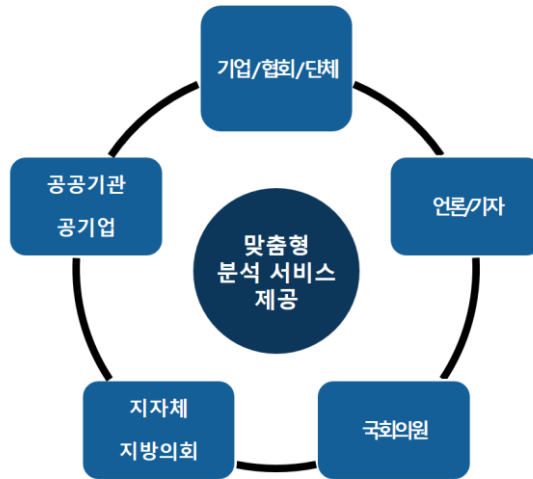 기업/협회/단체
언론/기자
국회의원
지자체
지방의회
공공기관
공기업
맞춤형
분석 서비스
제공